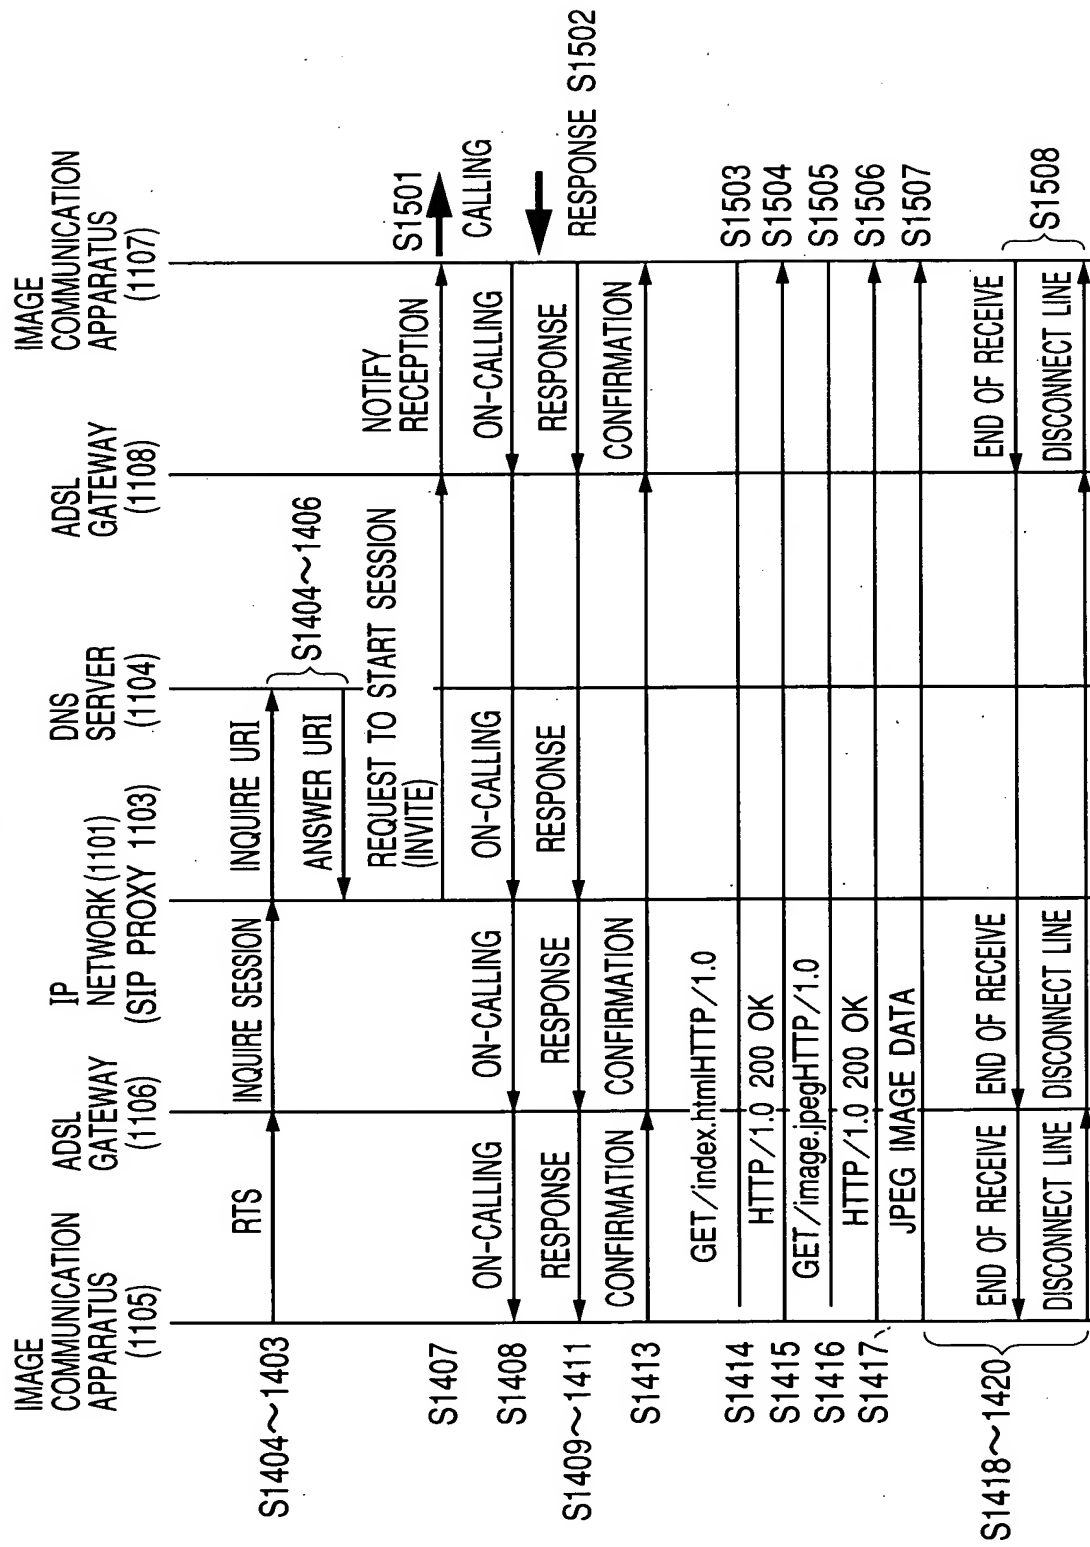 IMAGE
COMMUNICATION
APPARATUS
(1105)
ADSL
GATEWAY
(1106)
IP
NETWORK (1101)
(SIP PROXY 1103)
DNS
SERVER
(1104)
ADSL
GATEWAY
(1108)
IMAGE
COMMUNICATION
APPARATUS
(1107)
S1404~1403
RTS
INQUIRE SESSION
INQUIRE URI
ANSWER URI
S1404~1406
S1407
REQUEST TO START SESSION
(INVITE)
NOTIFY
RECEPTION
S1501
CALLING
S1408
ON-CALLING
ON-CALLING
ON-CALLING
ON-CALLING
RESPONSE S1502
S1409~1411
RESPONSE
RESPONSE
RESPONSE
RESPONSE
S1413
CONFIRMATION
CONFIRMATION
CONFIRMATION
S1414
GET/index.htmlHTTP/1.0
S1503
S1415
HTTP/1.0 200 OK
S1504
S1416
GET/image.jpegHTTP/1.0
S1505
S1417
HTTP/1.0 200 OK
S1506
JPEG IMAGE DATA
S1507
S1418~1420
END OF RECEIVE
END OF RECEIVE
END OF RECEIVE
S1508
DISCONNECT LINE
DISCONNECT LINE
DISCONNECT LINE